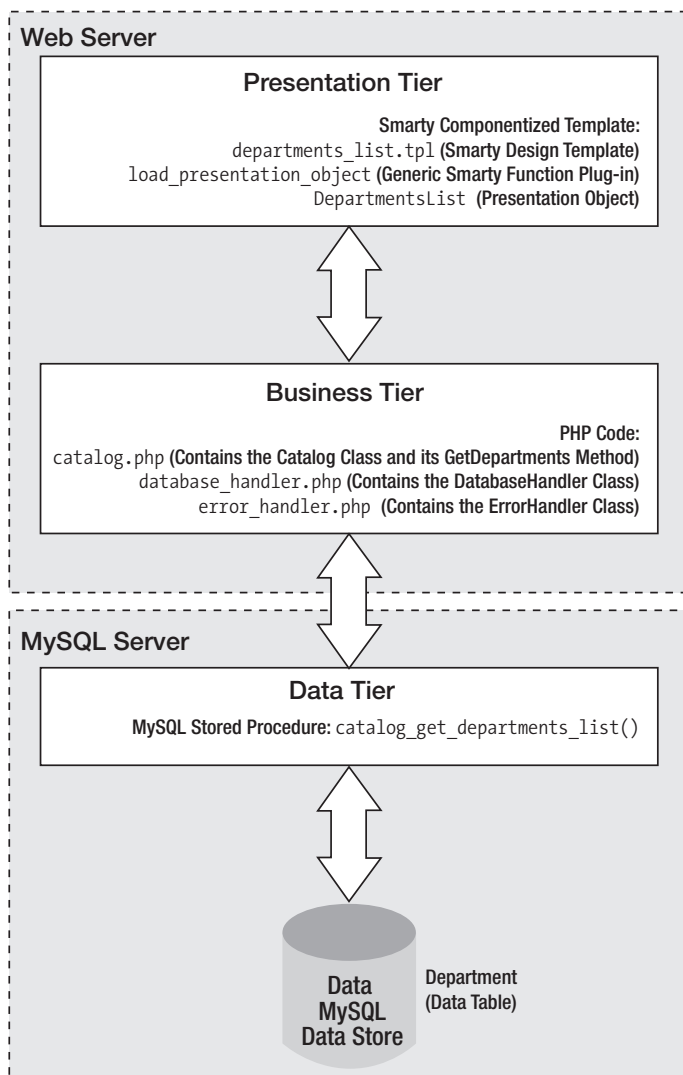 Web Server
Presentation Tier
Smarty Componentized Template:
departments_list.tpl (Smarty Design Template)
load_presentation_object (Generic Smarty Function Plug-in)
DepartmentsList (Presentation Object)
Business Tier
PHP Code:
catalog.php (Contains the Catalog Class and its GetDepartments Method)
database_handler.php (Contains the DatabaseHandler Class)
error_handler.php (Contains the ErrorHandler Class)
MySQL Server
Data Tier
MySQL Stored Procedure: catalog_get_departments_list()
Data
MySQL
Data Store
Department
(Data Table)